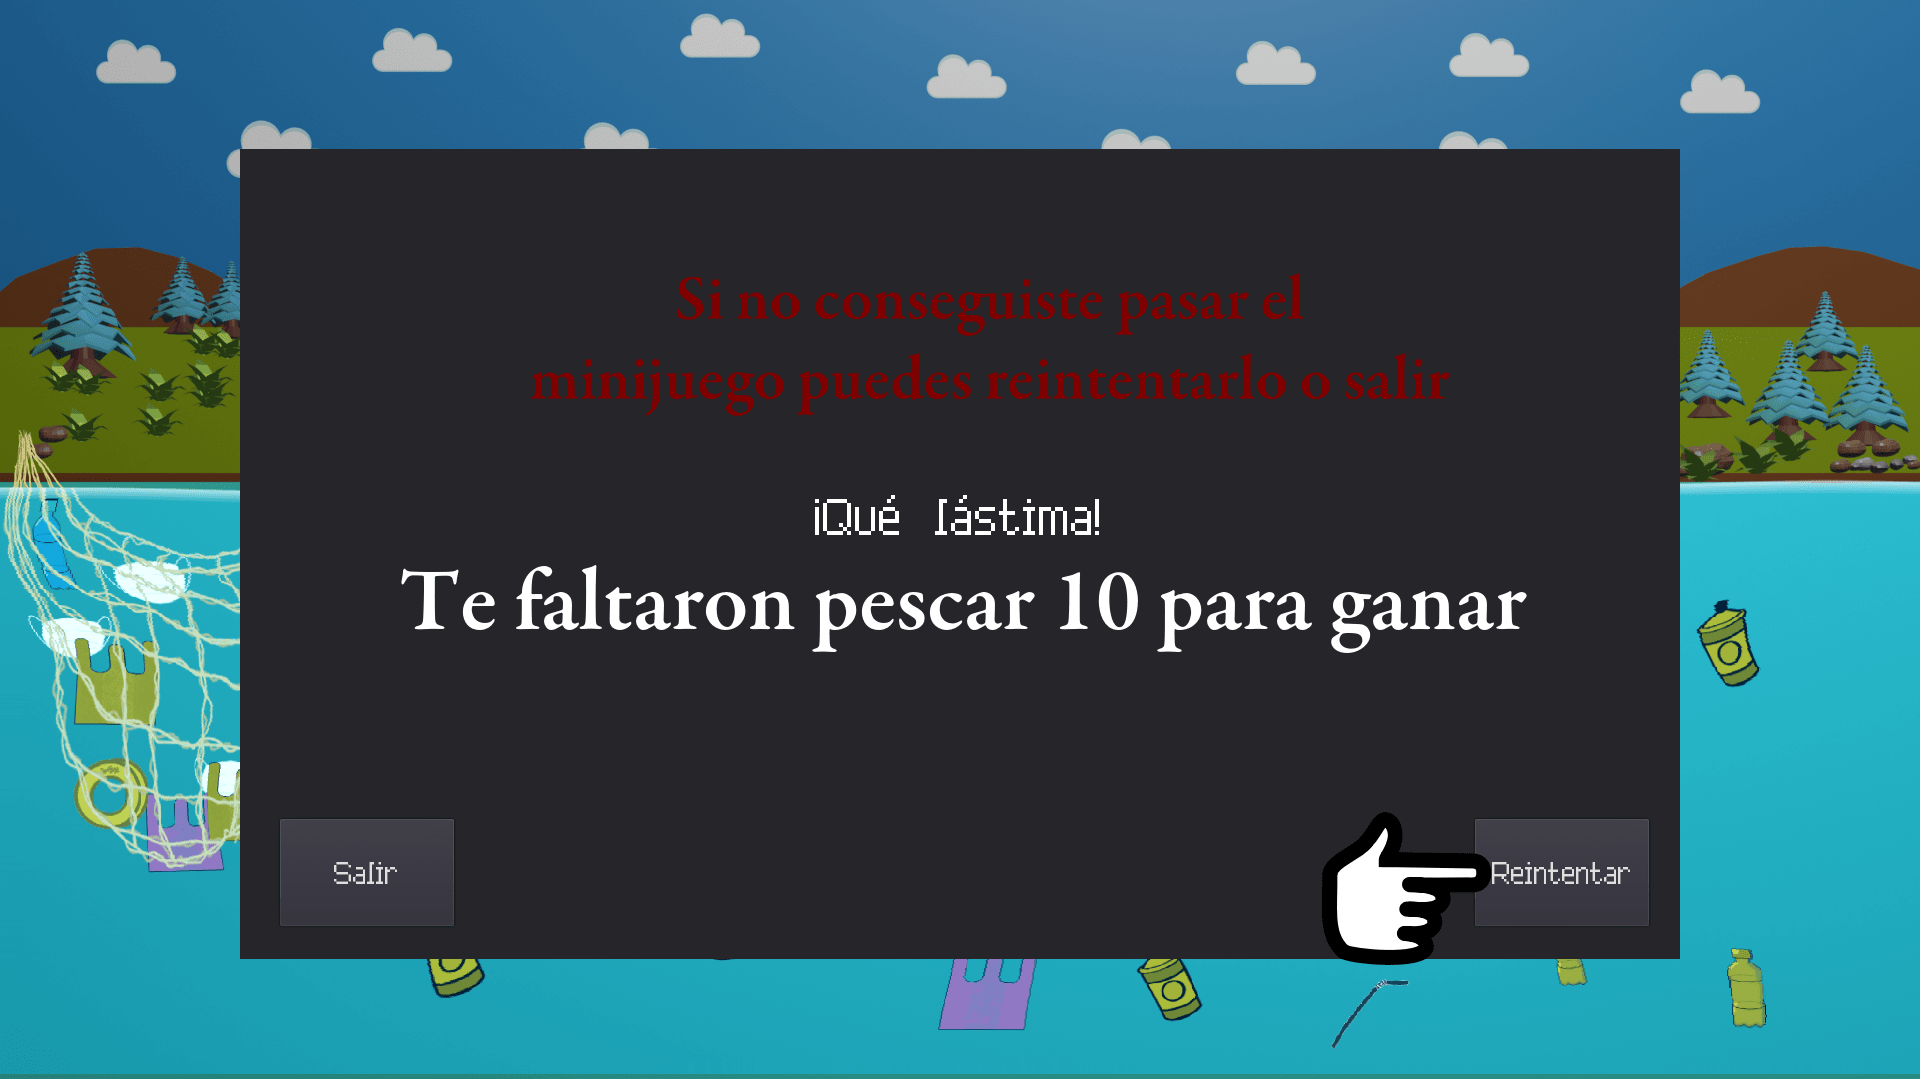 Si no conseguiste pasar el
minijuego puedes reintentarlo o salir
¡Qué lástima!
Te faltaron pescar 10 para ganar
Salir
Reintentar